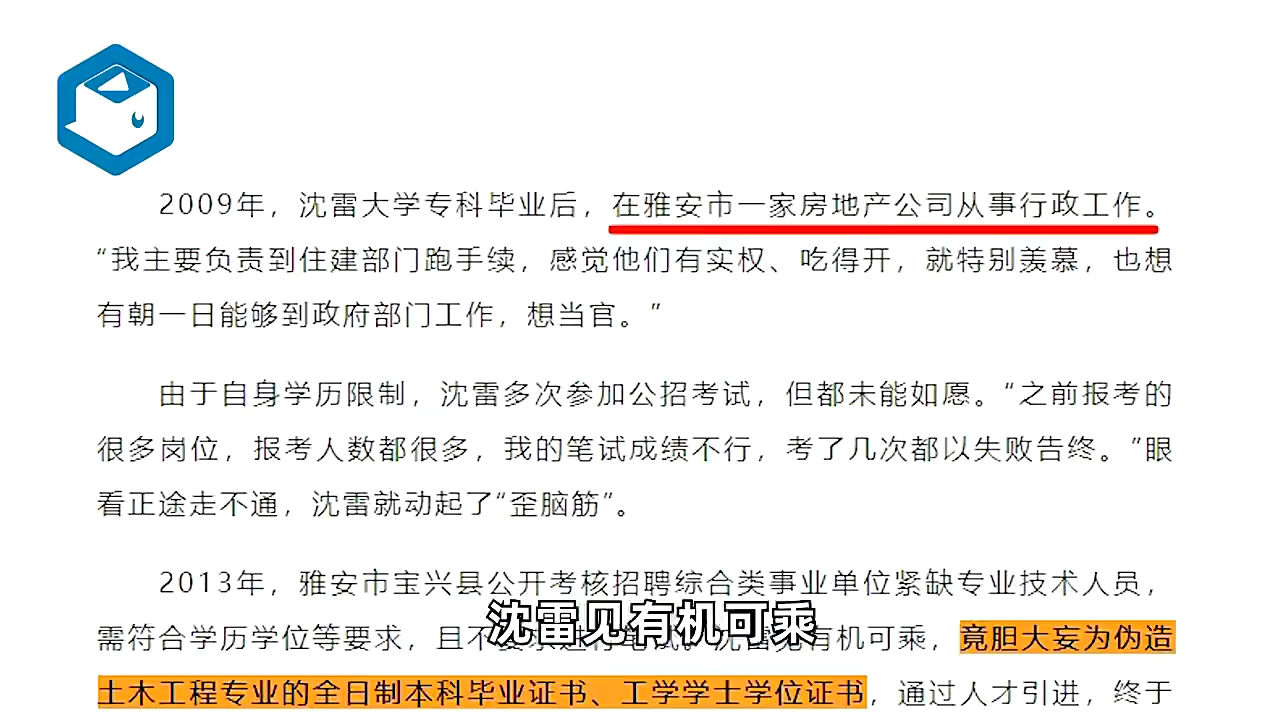 2009年，沈雷大学专科毕业后，在雅安市一家房地产公司从事行政工作。
“我主要负责到住建部门跑手续，感觉他们有实权、吃得开，就特别羡慕，也想
有朝一日能够到政府部门工作，想当官。”
由于自身学历限制，沈雷多次参加公招考试，但都未能如愿。“之前报考的
很多岗位，报考人数都很多，我的笔试成绩不行，考了几次都以失败告终。”眼
看正途走不通，沈雷就动起了“歪脑筋”。
2013年，雅安市宝兴县公开考核招聘综合类事业单位紧缺专业技术人员，
需符合学历学位等要求，且不要求进行笔试。沈雷见有机可乘，竟胆大妄为伪造
沈雷见有机可乘
土木工程专业的全日制本科毕业证书、工学学士学位证书，通过人才引进，终于